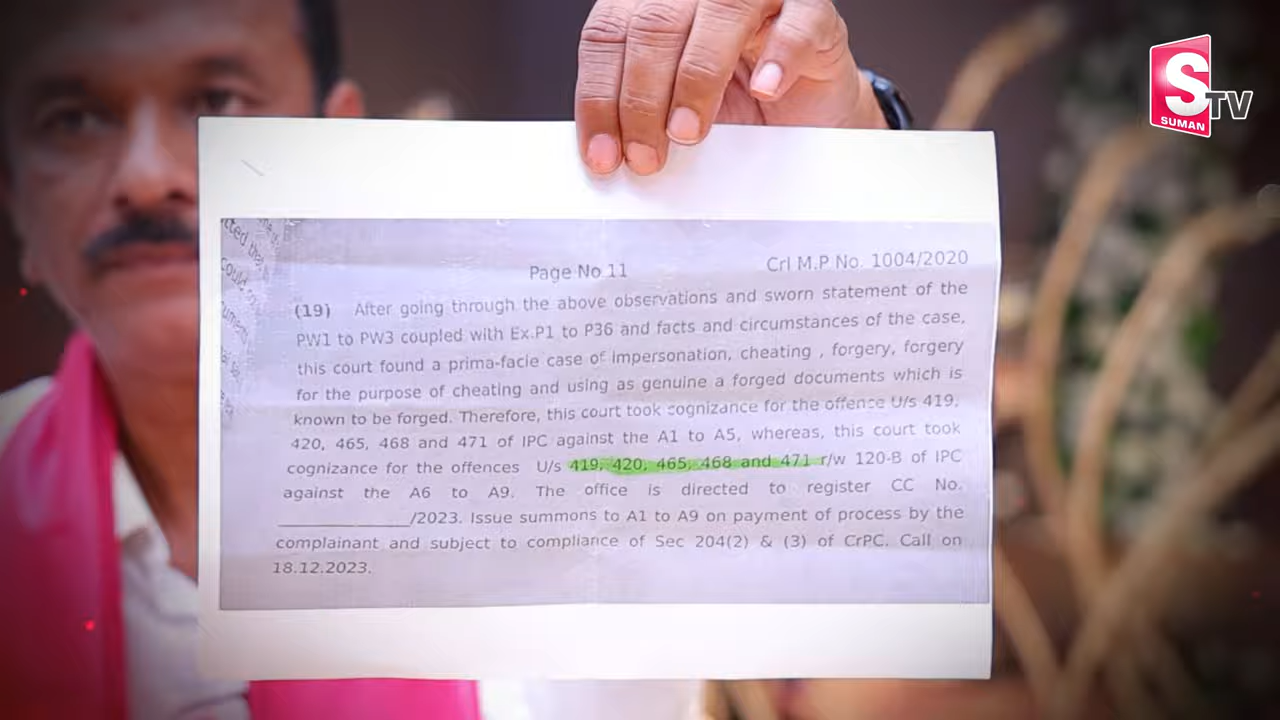 S
TV
SUMAN
Page No 11
Crl M.P No. 1004/2020
(19) After going through the above observations and sworn statement of the
PW1 to PW3 coupled with Ex.P1 to P36 and facts and circumstances of the case,
this court found a prima-facie case of impersonation, cheating , forgery, forgery
for the purpose of cheating and using as genuine a forged documents which is
known to be forged. Therefore, this court took cognizance for the offence U/s 419,
420, 465, 468 and 471 of IPC against the A1 to A5, whereas, this court took
cognizance for the offences U/s 419, 420, 465, 468 and 471 r/w 120-B of IPC
against the A6 to A9. The office is directed to register CC No.
____________/2023. Issue summons to A1 to A9 on payment of process by the
complainant and subject to compliance of Sec 204(2) & (3) of CrPC. Call on
18.12.2023.
could